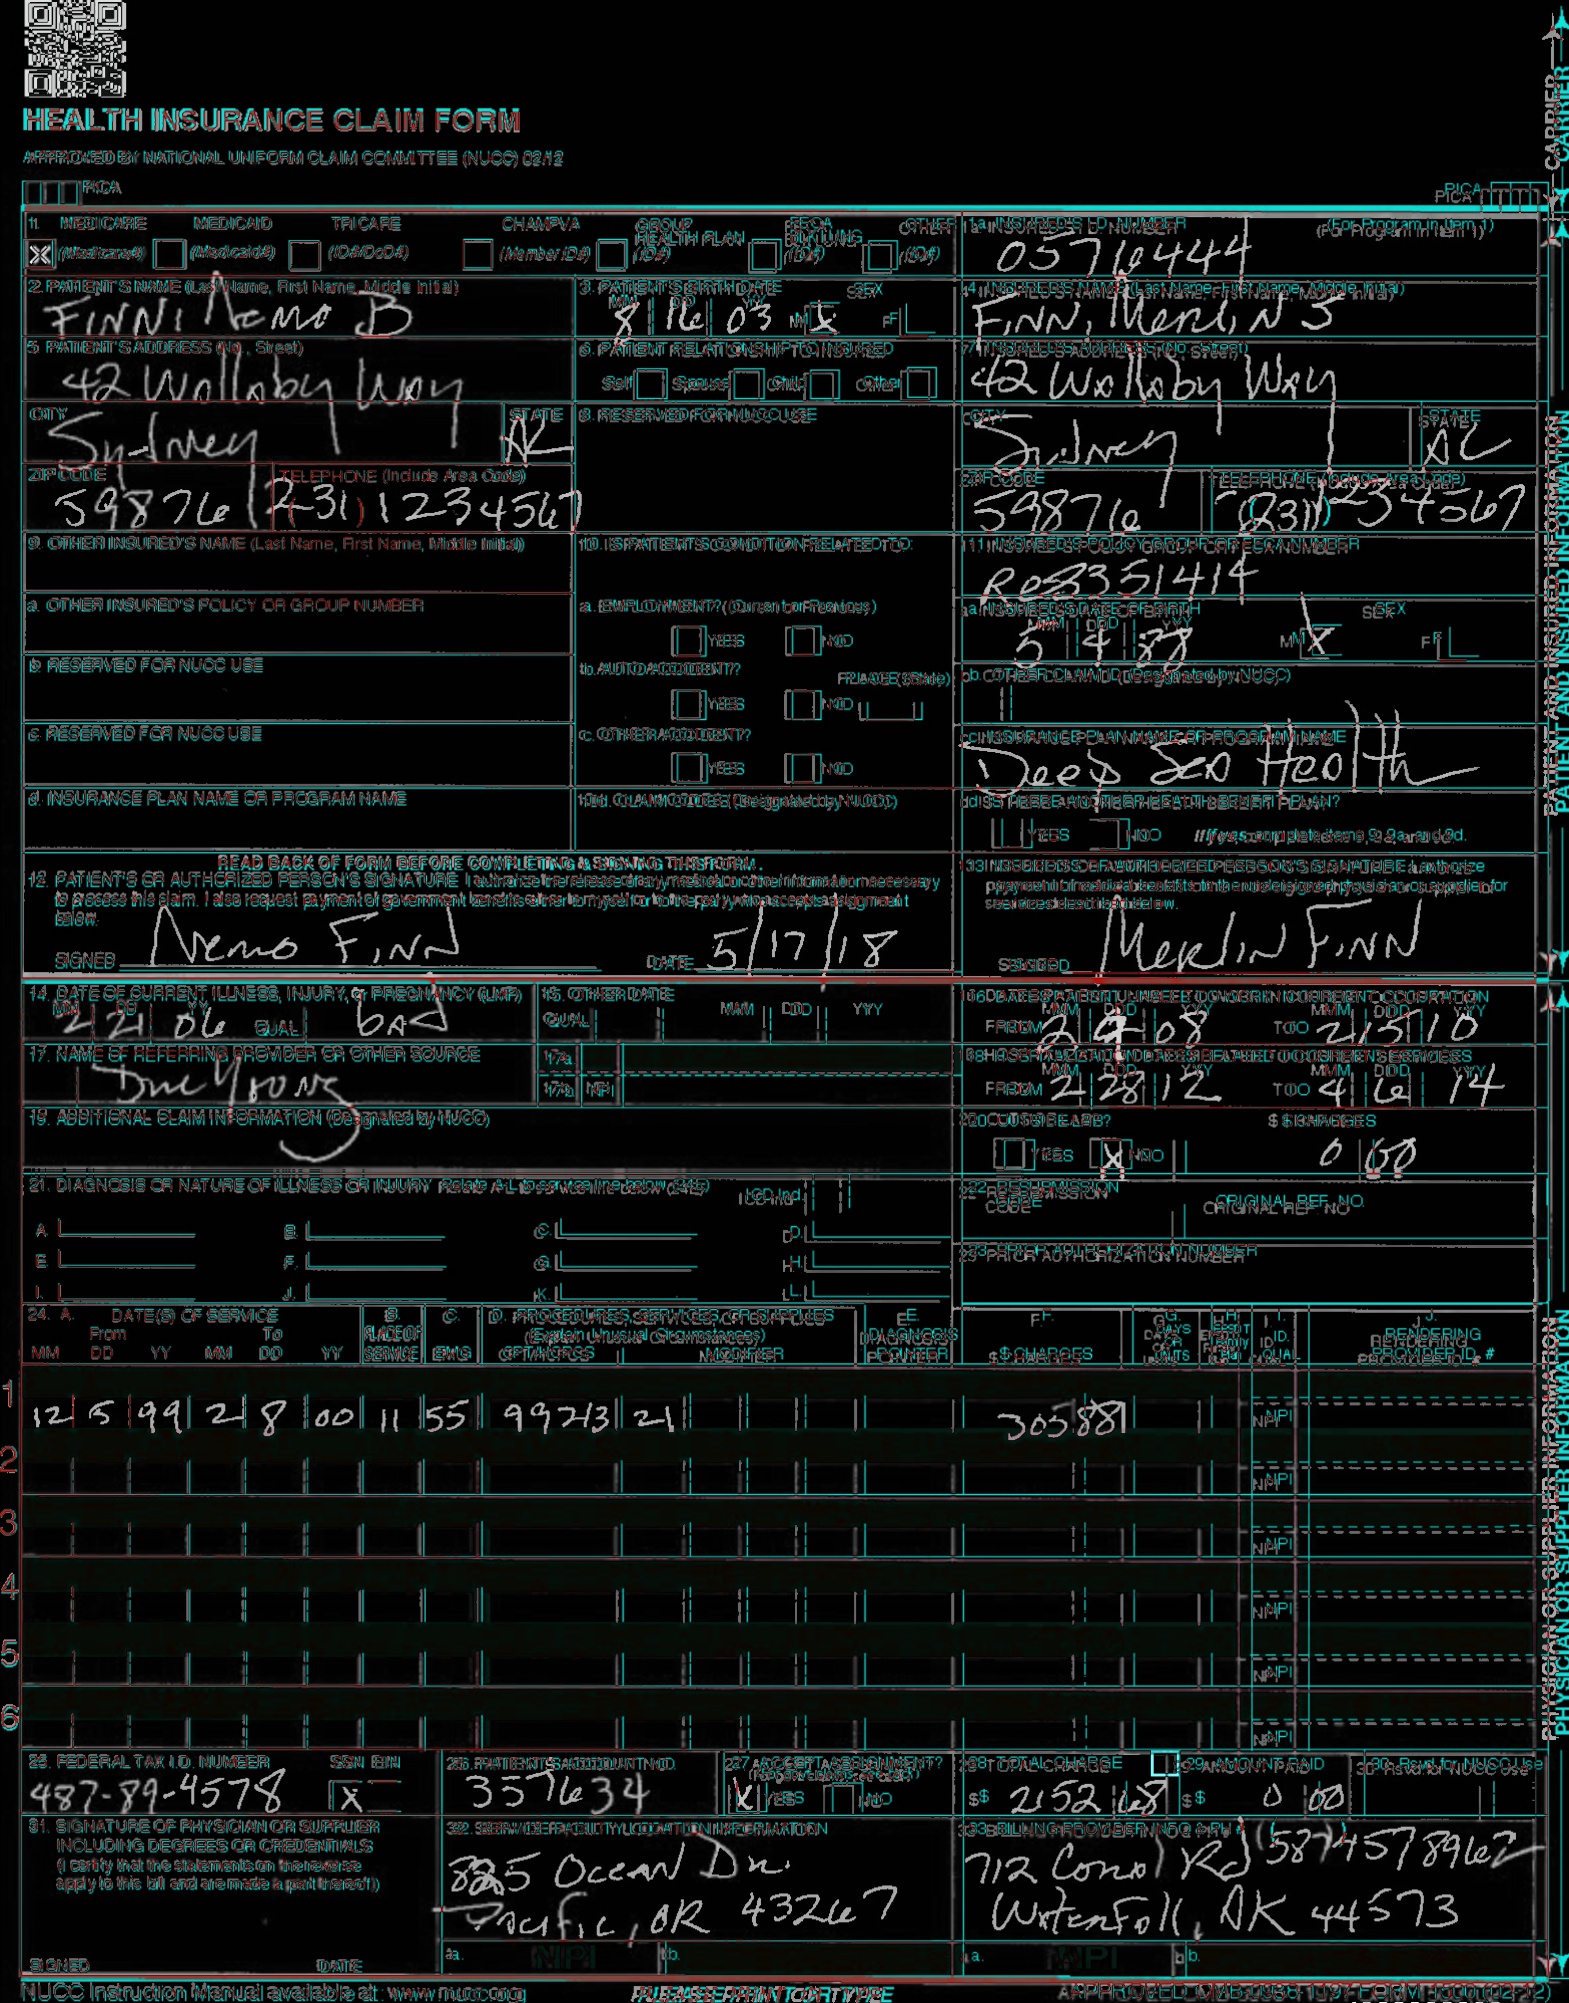 HEALTH INSURANCE CLAIM FORM
APPROVED BY NATIONAL UNIFORM CLAIM COMMITTEE (NUCC) 02/12
PICA
PICA
CARRIER
1. MEDICARE MEDICAID TRICARE CHAMPVA GROUP HEALTH PLAN FECA OTHER
(Medicare#) (Medicaid#) (ID#/DoD#) (Member ID#) (ID#) (ID#) (ID#)
1a. INSURED'S I.D. NUMBER (For Program in Item 1)
05716444
2. PATIENT'S NAME (Last Name, First Name, Middle Initial)
FINN, Nemo B
3. PATIENT'S BIRTH DATE SEX
MM DD YY
8 16 03 M X F
4. INSURED'S NAME (Last Name, First Name, Middle Initial)
FINN, Merlin J
5. PATIENT'S ADDRESS (No., Street)
42 Wallaby Way
6. PATIENT RELATIONSHIP TO INSURED
Self Spouse Child Other
7. INSURED'S ADDRESS (No., Street)
42 Wallaby Way
CITY STATE
Sydney AK
8. RESERVED FOR NUCC USE
CITY STATE
Sydney
ZIP CODE TELEPHONE (Include Area Code)
59876 (231) 1234567
ZIP CODE TELEPHONE (Include Area Code)
59876 (231) 1234567
9. OTHER INSURED'S NAME (Last Name, First Name, Middle Initial)
10. IS PATIENT'S CONDITION RELATED TO:
11. INSURED'S POLICY GROUP OR FECA NUMBER
a. OTHER INSURED'S POLICY OR GROUP NUMBER
a. EMPLOYMENT? (Current or Previous)
YES NO
a. INSURED'S DATE OF BIRTH SEX
MM DD YY
5 4 88 M X F
b. RESERVED FOR NUCC USE
b. AUTO ACCIDENT? PLACE (State)
YES NO
b. OTHER CLAIM ID (Designated by NUCC)
c. RESERVED FOR NUCC USE
c. OTHER ACCIDENT?
YES NO
c. INSURANCE PLAN NAME OR PROGRAM NAME
Deep Sea Health
d. INSURANCE PLAN NAME OR PROGRAM NAME
10d. CLAIM CODES (Designated by NUCC)
d. IS THERE ANOTHER HEALTH BENEFIT PLAN?
YES NO If yes, complete items 9, 9a, and 9d.
PATIENT AND INSURED INFORMATION
READ BACK OF FORM BEFORE COMPLETING & SIGNING THIS FORM.
12. PATIENT'S OR AUTHORIZED PERSON'S SIGNATURE I authorize the release of any medical or other information necessary
to process this claim. I also request payment of government benefits either to myself or to the party who accepts assignment
below.
SIGNED Nemo Finn DATE 5/17/18
13. INSURED'S OR AUTHORIZED PERSON'S SIGNATURE I authorize
payment of medical benefits to the undersigned physician or supplier for
services described below.
SIGNED Merlin Finn
14. DATE OF CURRENT ILLNESS, INJURY, or PREGNANCY (LMP)
MM DD YY
2 21 06 QUAL. bad
15. OTHER DATE
QUAL. MM DD YY
16. DATES PATIENT UNABLE TO WORK IN CURRENT OCCUPATION
MM DD YY MM DD YY
FROM 2 08 TO 2 15 10
17. NAME OF REFERRING PROVIDER OR OTHER SOURCE
17a.
17b. NPI
18. HOSPITALIZATION DATES RELATED TO CURRENT SERVICES
MM DD YY MM DD YY
FROM 2 28 12 TO 4 6 14
19. ADDITIONAL CLAIM INFORMATION (Designated by NUCC)
20. OUTSIDE LAB? $ CHARGES
YES X NO 0 00
21. DIAGNOSIS OR NATURE OF ILLNESS OR INJURY Relate A-L to service line below (24E) ICD Ind.
A. B. C. D.
E. F. G. H.
I. J. K. L.
22. RESUBMISSION CODE ORIGINAL REF. NO.
23. PRIOR AUTHORIZATION NUMBER
24. A. DATE(S) OF SERVICE B. C. D. PROCEDURES, SERVICES, OR SUPPLIES E. F. G. H. I. J.
From To PLACE OF (Explain Unusual Circumstances) DIAGNOSIS DAYS ID. RENDERING
MM DD YY MM DD YY SERVICE EMG CPT/HCPCS MODIFIER POINTER $ CHARGES UNITS QUAL. PROVIDER ID. #
1 12 5 99 2 8 00 11 55 99213 21 305 88 NPI
2 NPI
3 NPI
4 NPI
5 NPI
6 NPI
PHYSICIAN OR SUPPLIER INFORMATION
25. FEDERAL TAX I.D. NUMBER SSN EIN
487-89-4578 X
26. PATIENT'S ACCOUNT NO.
357634
27. ACCEPT ASSIGNMENT?
X YES NO
28. TOTAL CHARGE
$ 2152 68
29. AMOUNT PAID
$ 0 00
30. Rsvd for NUCC Use
31. SIGNATURE OF PHYSICIAN OR SUPPLIER
INCLUDING DEGREES OR CREDENTIALS
(I certify that the statements on the reverse
apply to this bill and are made a part thereof.)
SIGNED DATE
32. SERVICE FACILITY LOCATION INFORMATION
Ocean Dr.
Pacific, OR 43267
a. NPI b.
33. BILLING PROVIDER INFO & PH #
712 Coral Rd (587)4578962
Waterfall, AK 44573
a. NPI b.
NUCC Instruction Manual available at: www.nucc.org
PLEASE PRINT OR TYPE